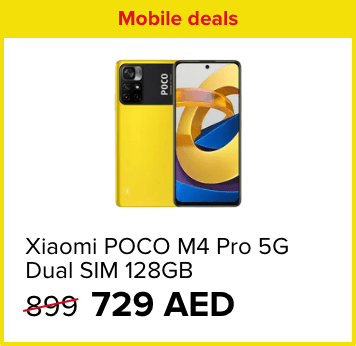 Mobile deals
POCO
Xiaomi POCO M4 Pro 5G
Dual SIM 128GB
899 729 AED